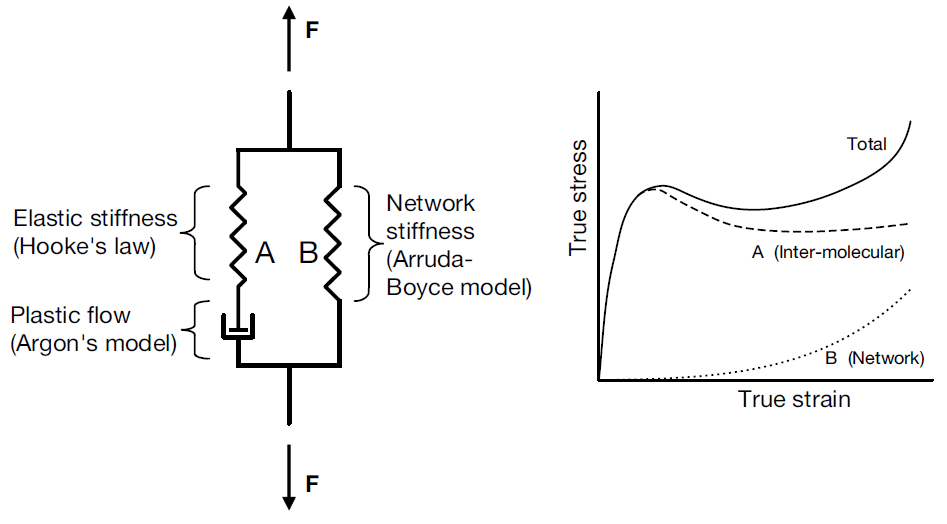 F
Elastic stiffness
(Hooke's law)
A
B
Network
stiffness
(Arruda-
Boyce model)
Plastic flow
(Argon's model)
F
True stress
Total
A (Inter-molecular)
B (Network)
True strain